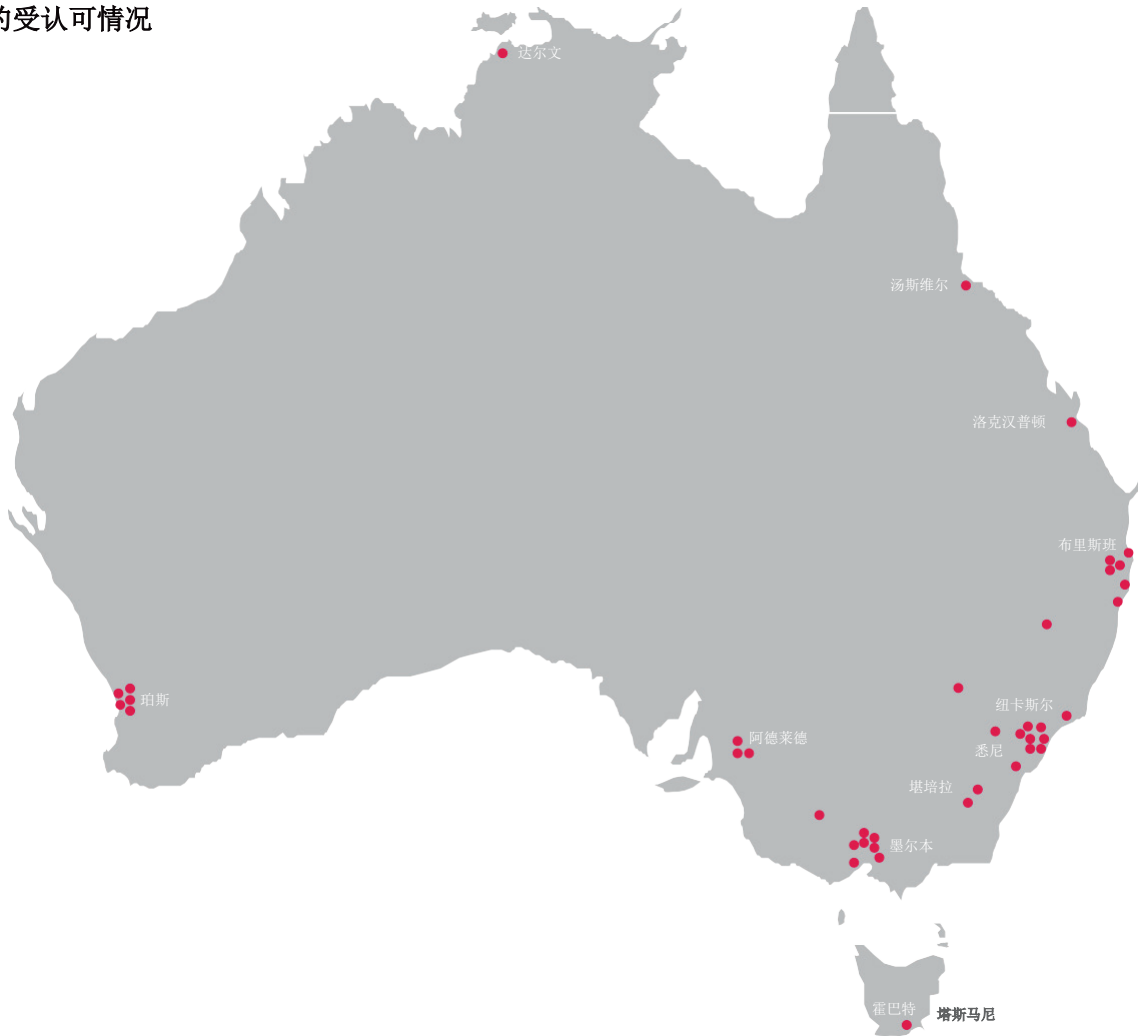 的受认可情况
达尔文
汤斯维尔
洛克汉普顿
布里斯班
珀斯
纽卡斯尔
阿德莱德
悉尼
堪培拉
墨尔本
霍巴特
塔斯马尼